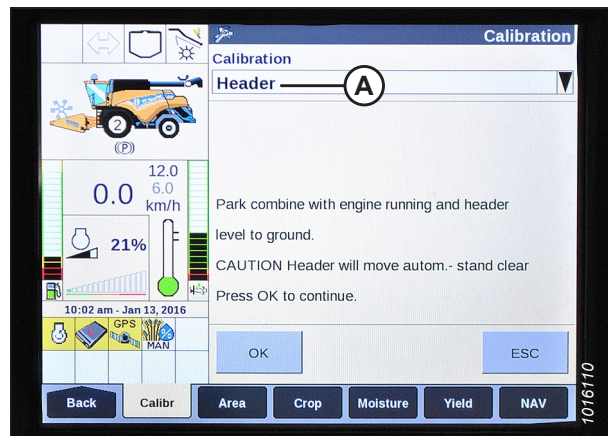 Calibration
Calibration
Header
A
2
(P)
12.0
6.0
0.0 km/h
21%
F
E
Park combine with engine running and header
level to ground.
CAUTION Header will move autom.- stand clear
Press OK to continue.
10:02 am - Jan 13, 2016
GPS
MAN
%
OK
ESC
Back
Calibr
Area
Crop
Moisture
Yield
NAV
1016110